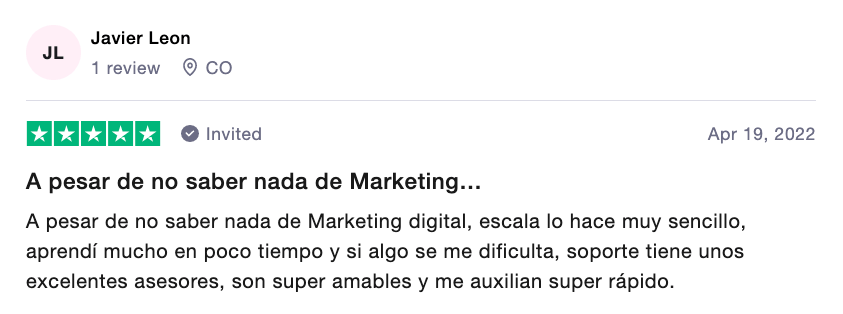 JL
Javier Leon
1 review CO
Invited Apr 19, 2022
A pesar de no saber nada de Marketing...
A pesar de no saber nada de Marketing digital, escala lo hace muy sencillo,
aprendí mucho en poco tiempo y si algo se me dificulta, soporte tiene unos
excelentes asesores, son super amables y me auxilian super rápido.